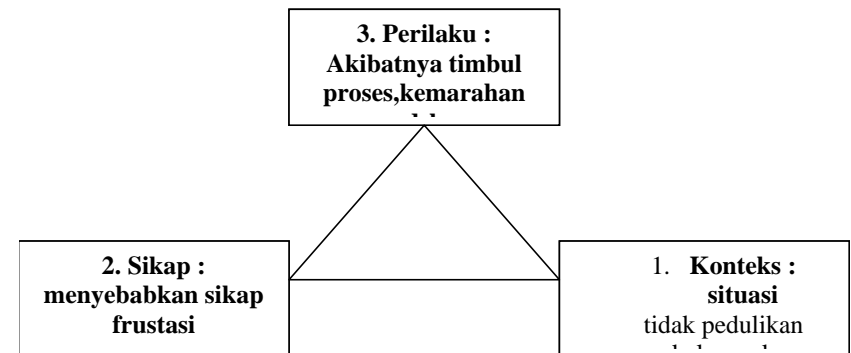 3. Perilaku :
Akibatnya timbul
proses,kemarahan
2. Sikap :
menyebabkan sikap
frustasi
1. Konteks :
situasi
tidak pedulikan